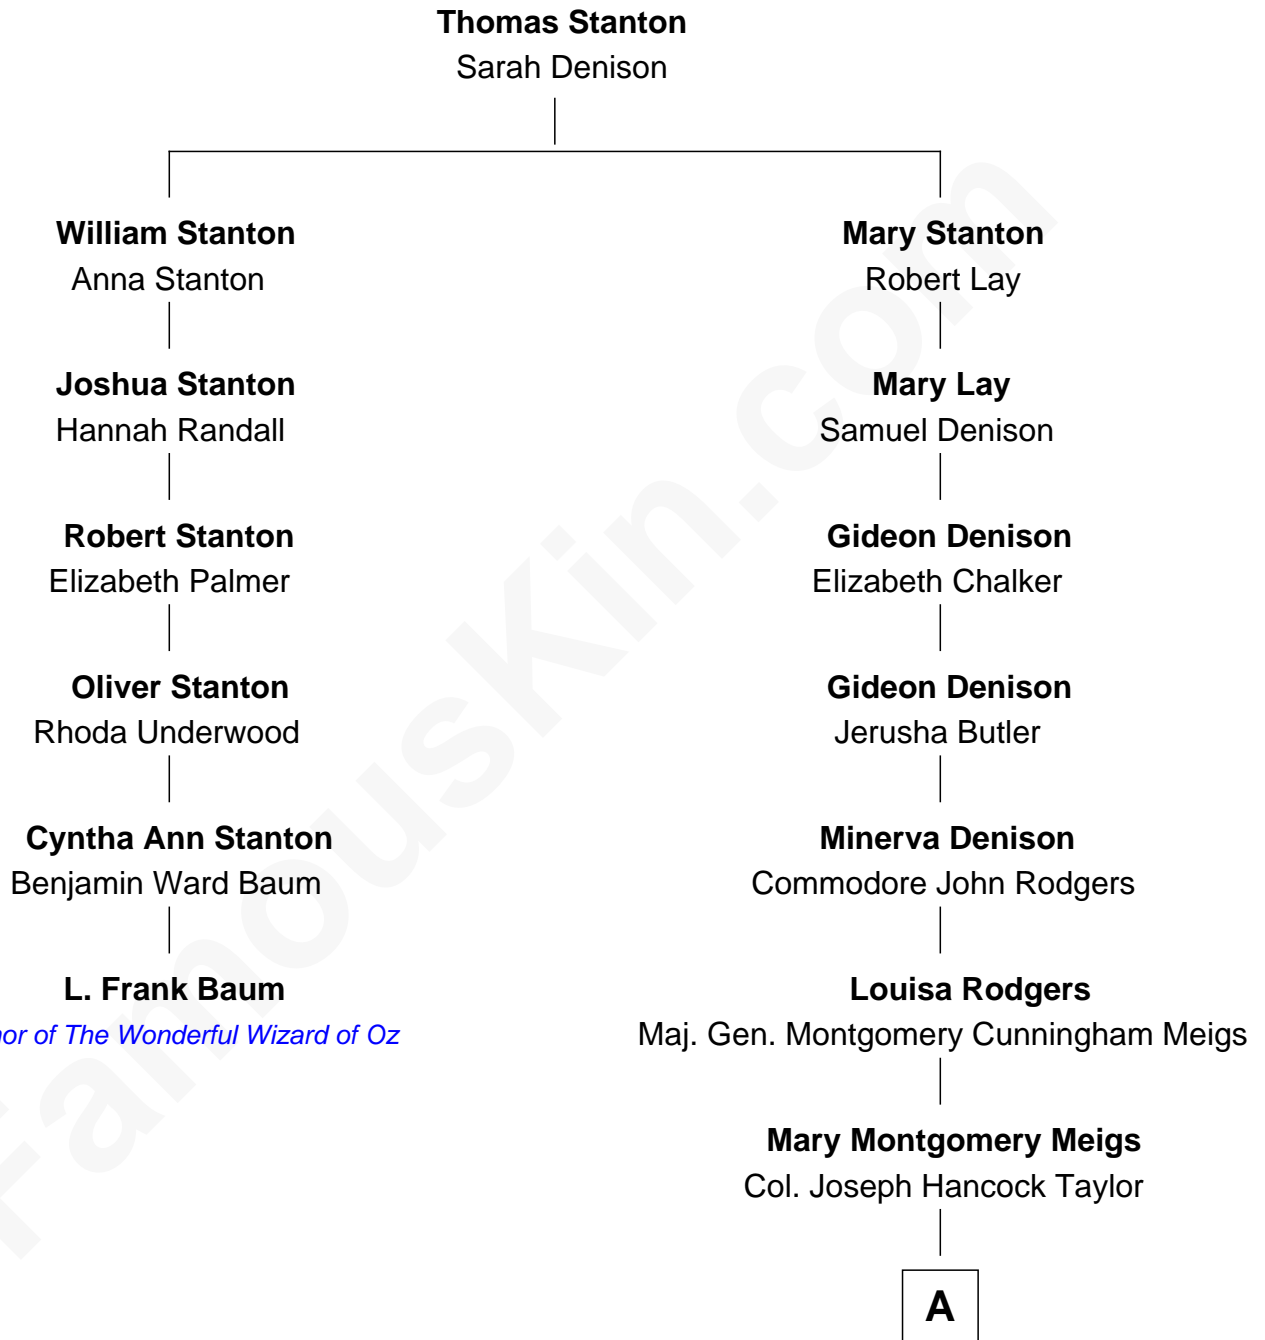 Thomas Stanton
Sarah Denison
William Stanton
Anna Stanton
Mary Stanton
Robert Lay
Joshua Stanton
Hannah Randall
Mary Lay
Samuel Denison
Robert Stanton
Elizabeth Palmer
Gideon Denison
Elizabeth Chalker
Oliver Stanton
Rhoda Underwood
Gideon Denison
Jerusha Butler
Cyntha Ann Stanton
Benjamin Ward Baum
Minerva Denison
Commodore John Rodgers
L. Frank Baum
of The Wonderful Wizard of Oz
Louisa Rodgers
Maj. Gen. Montgomery Cunningham Meigs
Mary Montgomery Meigs
Col. Joseph Hancock Taylor
A
FamousKin.com